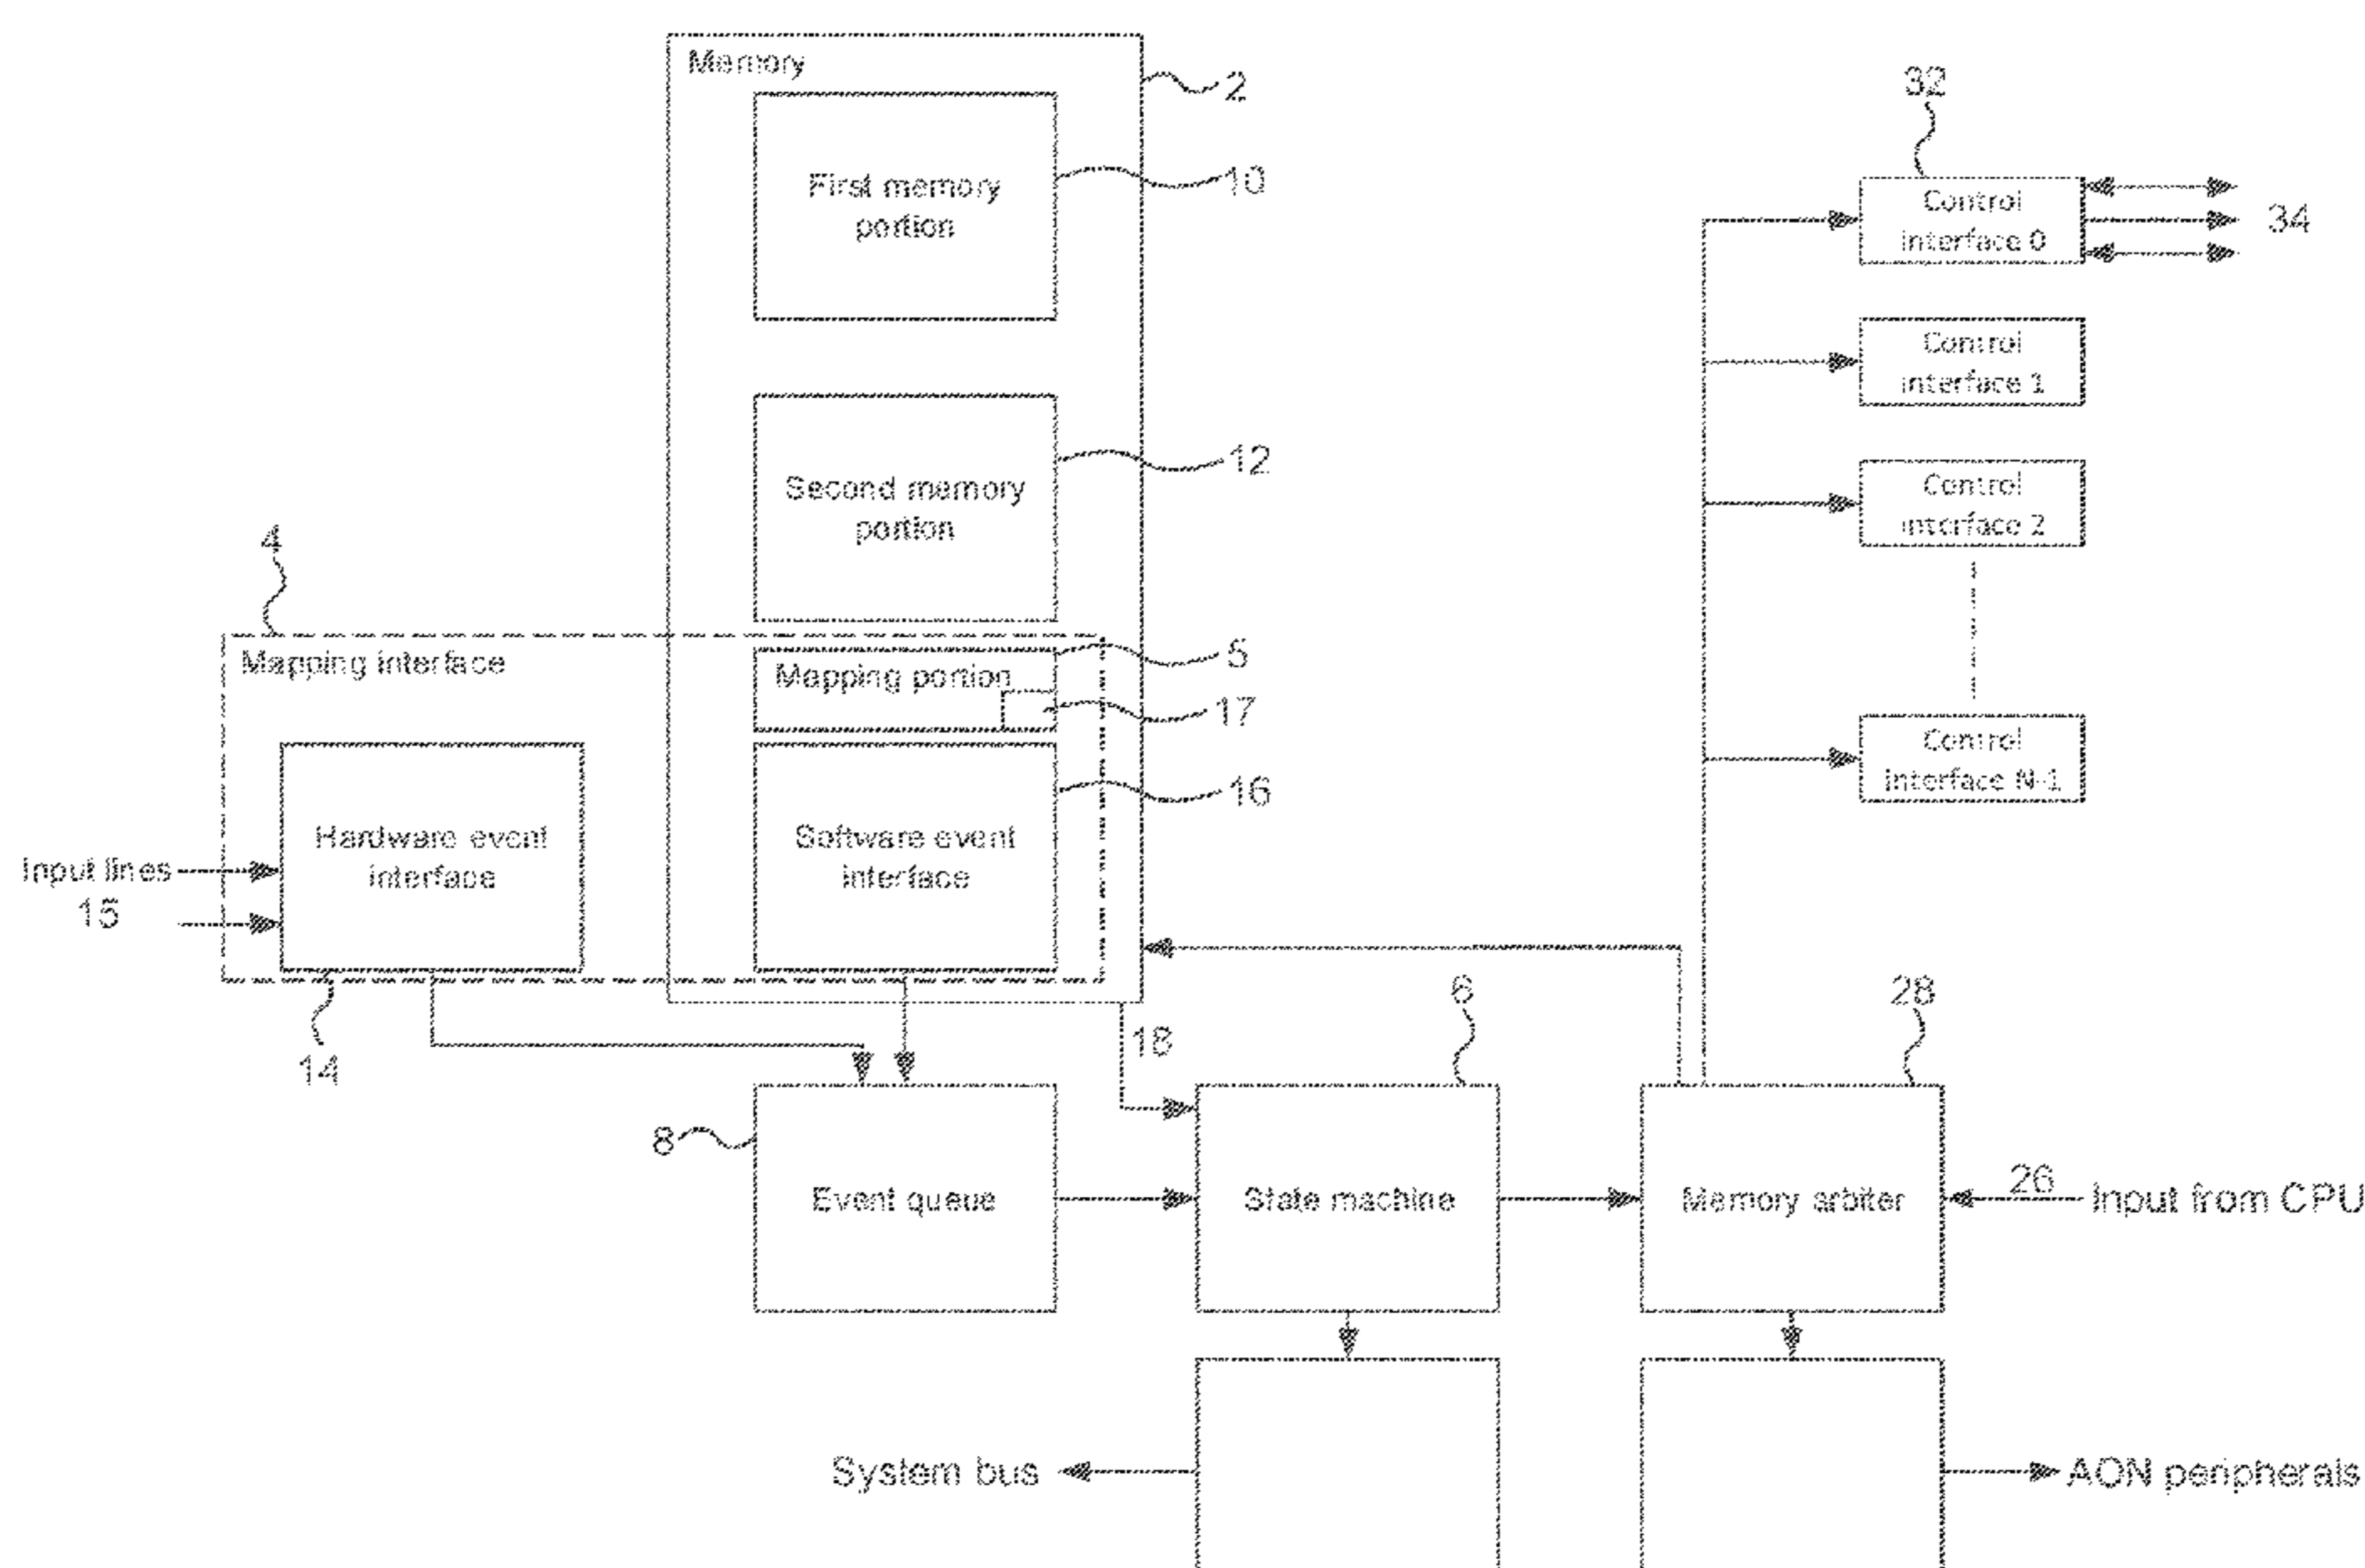 Memory
2
First memory
portion
10
Second memory
portion
12
4
Mapping interface
Mapping portion
5
17
Hardware event
interface
Software event
interface
16
Input lines
15
14
18
8
Event queue
6
State machine
28
Memory arbiter
26
Input from CPU
32
Control
interface 0
34
Control
interface 1
Control
interface 2
Control
interface N-1
System bus
AON peripherals